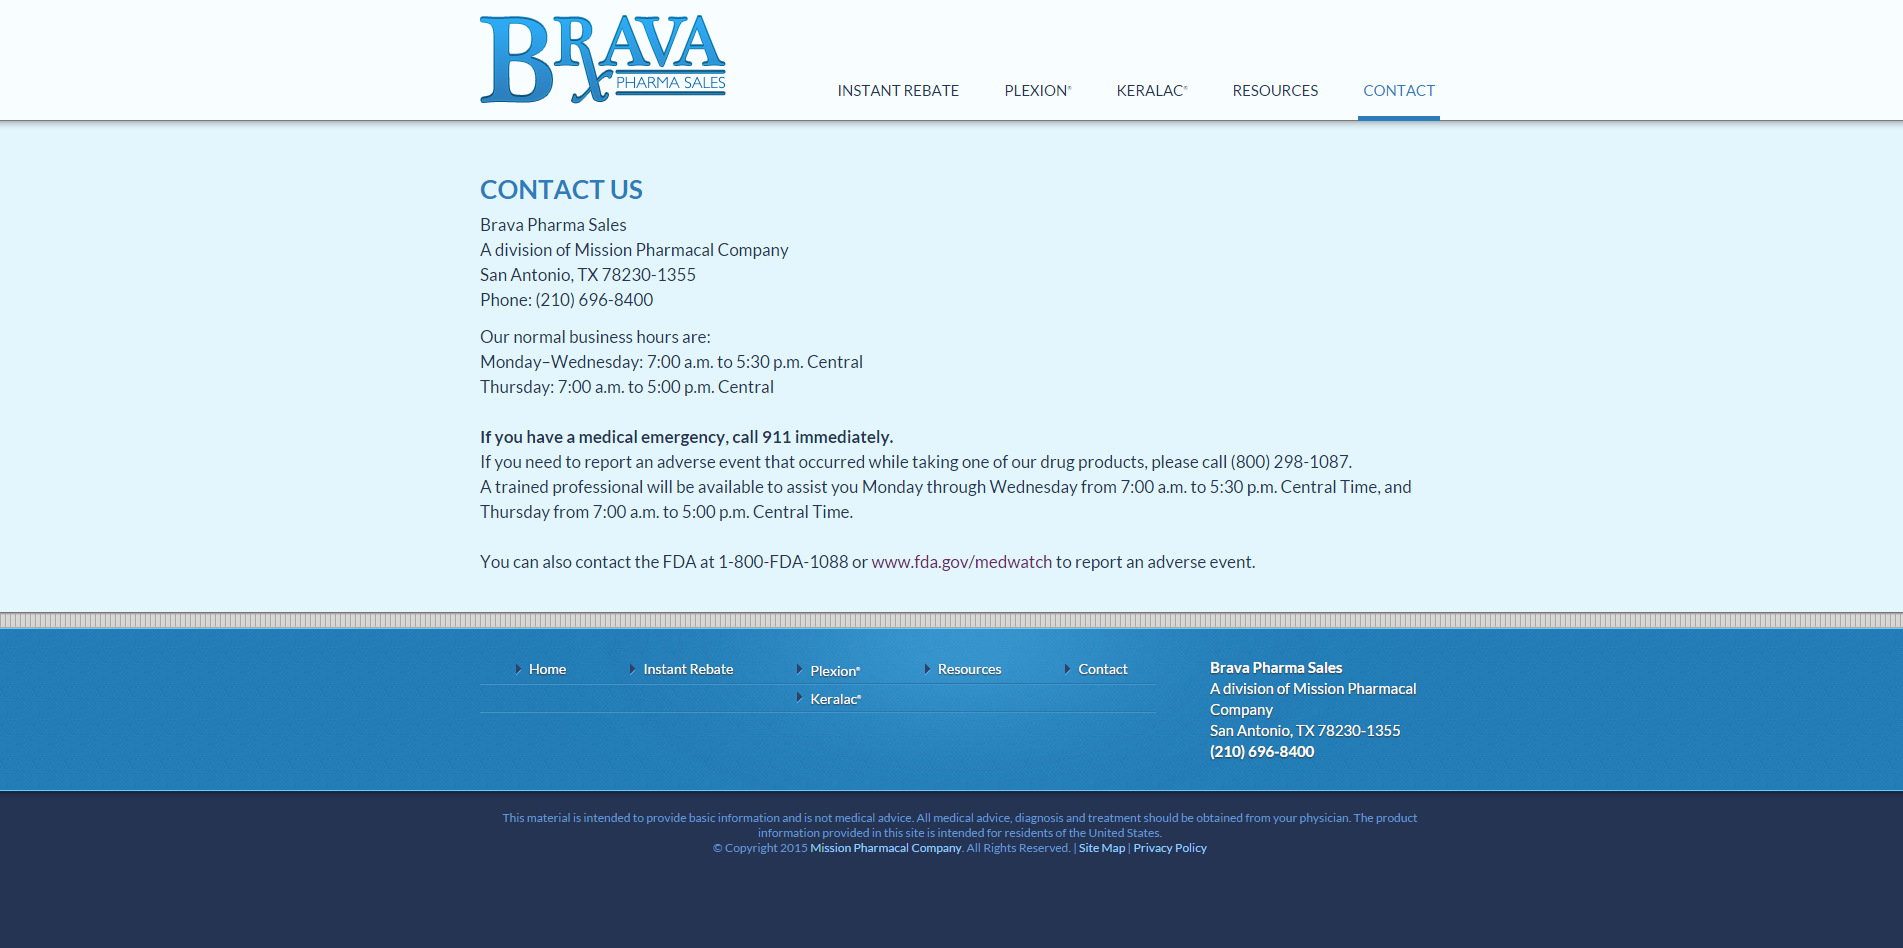 BRAVA
PHARMA SALES
INSTANT REBATE
PLEXION®
KERALAC®
RESOURCES
CONTACT
CONTACT US
Brava Pharma Sales
A division of Mission Pharmacal Company
San Antonio, TX 78230-1355
Phone: (210) 696-8400
Our normal business hours are:
Monday–Wednesday: 7:00 a.m. to 5:30 p.m. Central
Thursday: 7:00 a.m. to 5:00 p.m. Central
If you have a medical emergency, call 911 immediately.
If you need to report an adverse event that occurred while taking one of our drug products, please call (800) 298-1087.
A trained professional will be available to assist you Monday through Wednesday from 7:00 a.m. to 5:30 p.m. Central Time, and
Thursday from 7:00 a.m. to 5:00 p.m. Central Time.
You can also contact the FDA at 1-800-FDA-1088 or www.fda.gov/medwatch to report an adverse event.
Home
Instant Rebate
Plexion®
Keralac®
Resources
Contact
Brava Pharma Sales
A division of Mission Pharmacal
Company
San Antonio, TX 78230-1355
(210) 696-8400
This material is intended to provide basic information and is not medical advice. All medical advice, diagnosis and treatment should be obtained from your physician. The product
information provided in this site is intended for residents of the United States.
© Copyright 2015 Mission Pharmacal Company. All Rights Reserved. | Site Map | Privacy Policy